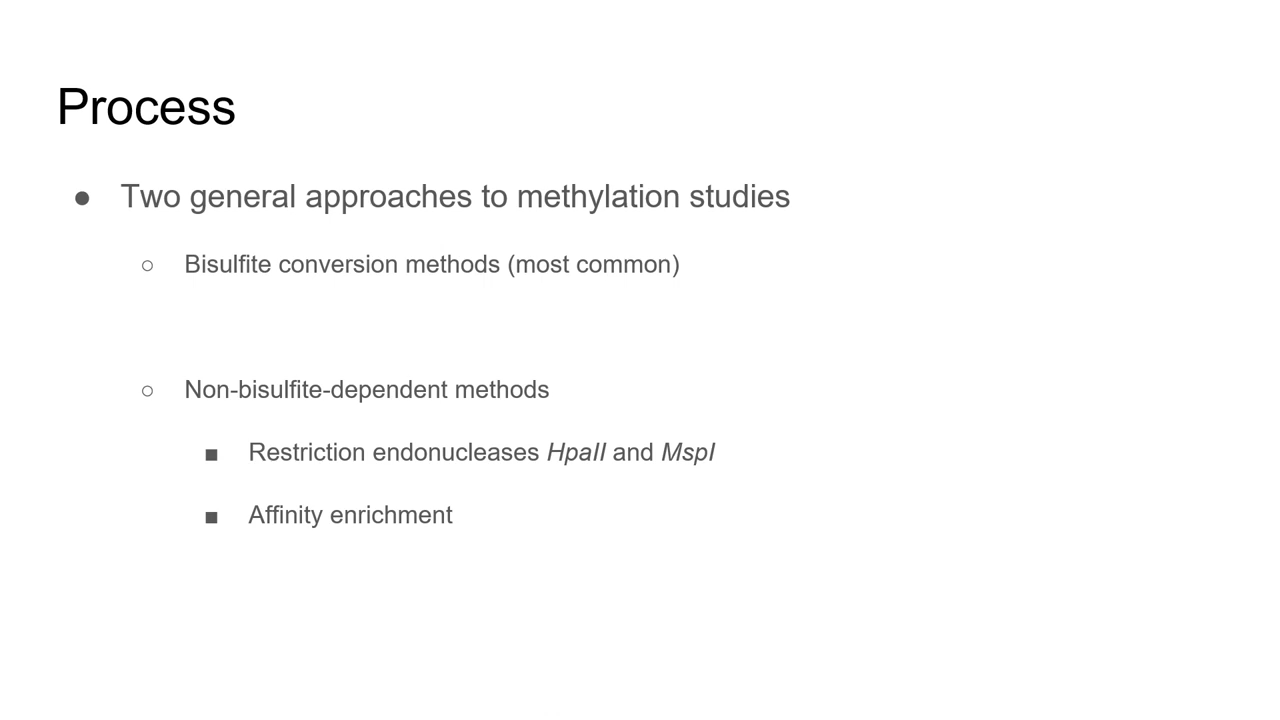 Process
● Two general approaches to methylation studies
○ Bisulfite conversion methods (most common)
○ Non-bisulfite-dependent methods
■ Restriction endonucleases HpaII and MspI
■ Affinity enrichment